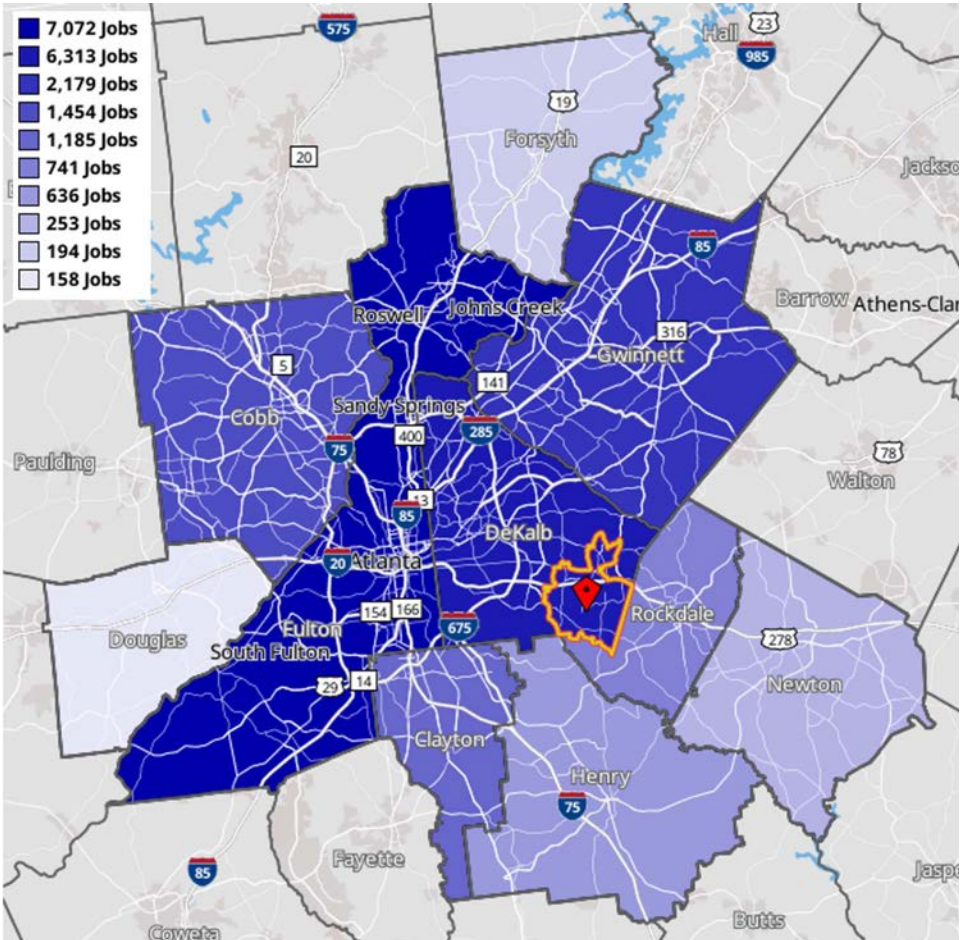 7,072 Jobs
6,313 Jobs
2,179 Jobs
1,454 Jobs
1,185 Jobs
741 Jobs
636 Jobs
253 Jobs
194 Jobs
158 Jobs
575
23
Hall
985
19
Forsyth
20
Jackso
85
Barrow
Athens-Clar
Roswell
Johns Creek
316
Gwinnett
5
141
Cobb
Sandy Springs
400
285
75
Paulding
78
Walton
13
85
DeKalb
20
Atlanta
154
166
675
Rockdale
Fulton
Douglas
South Fulton
278
29
14
Newton
Clayton
Henry
75
Fayette
85
Jaspe
Butts
Coweta